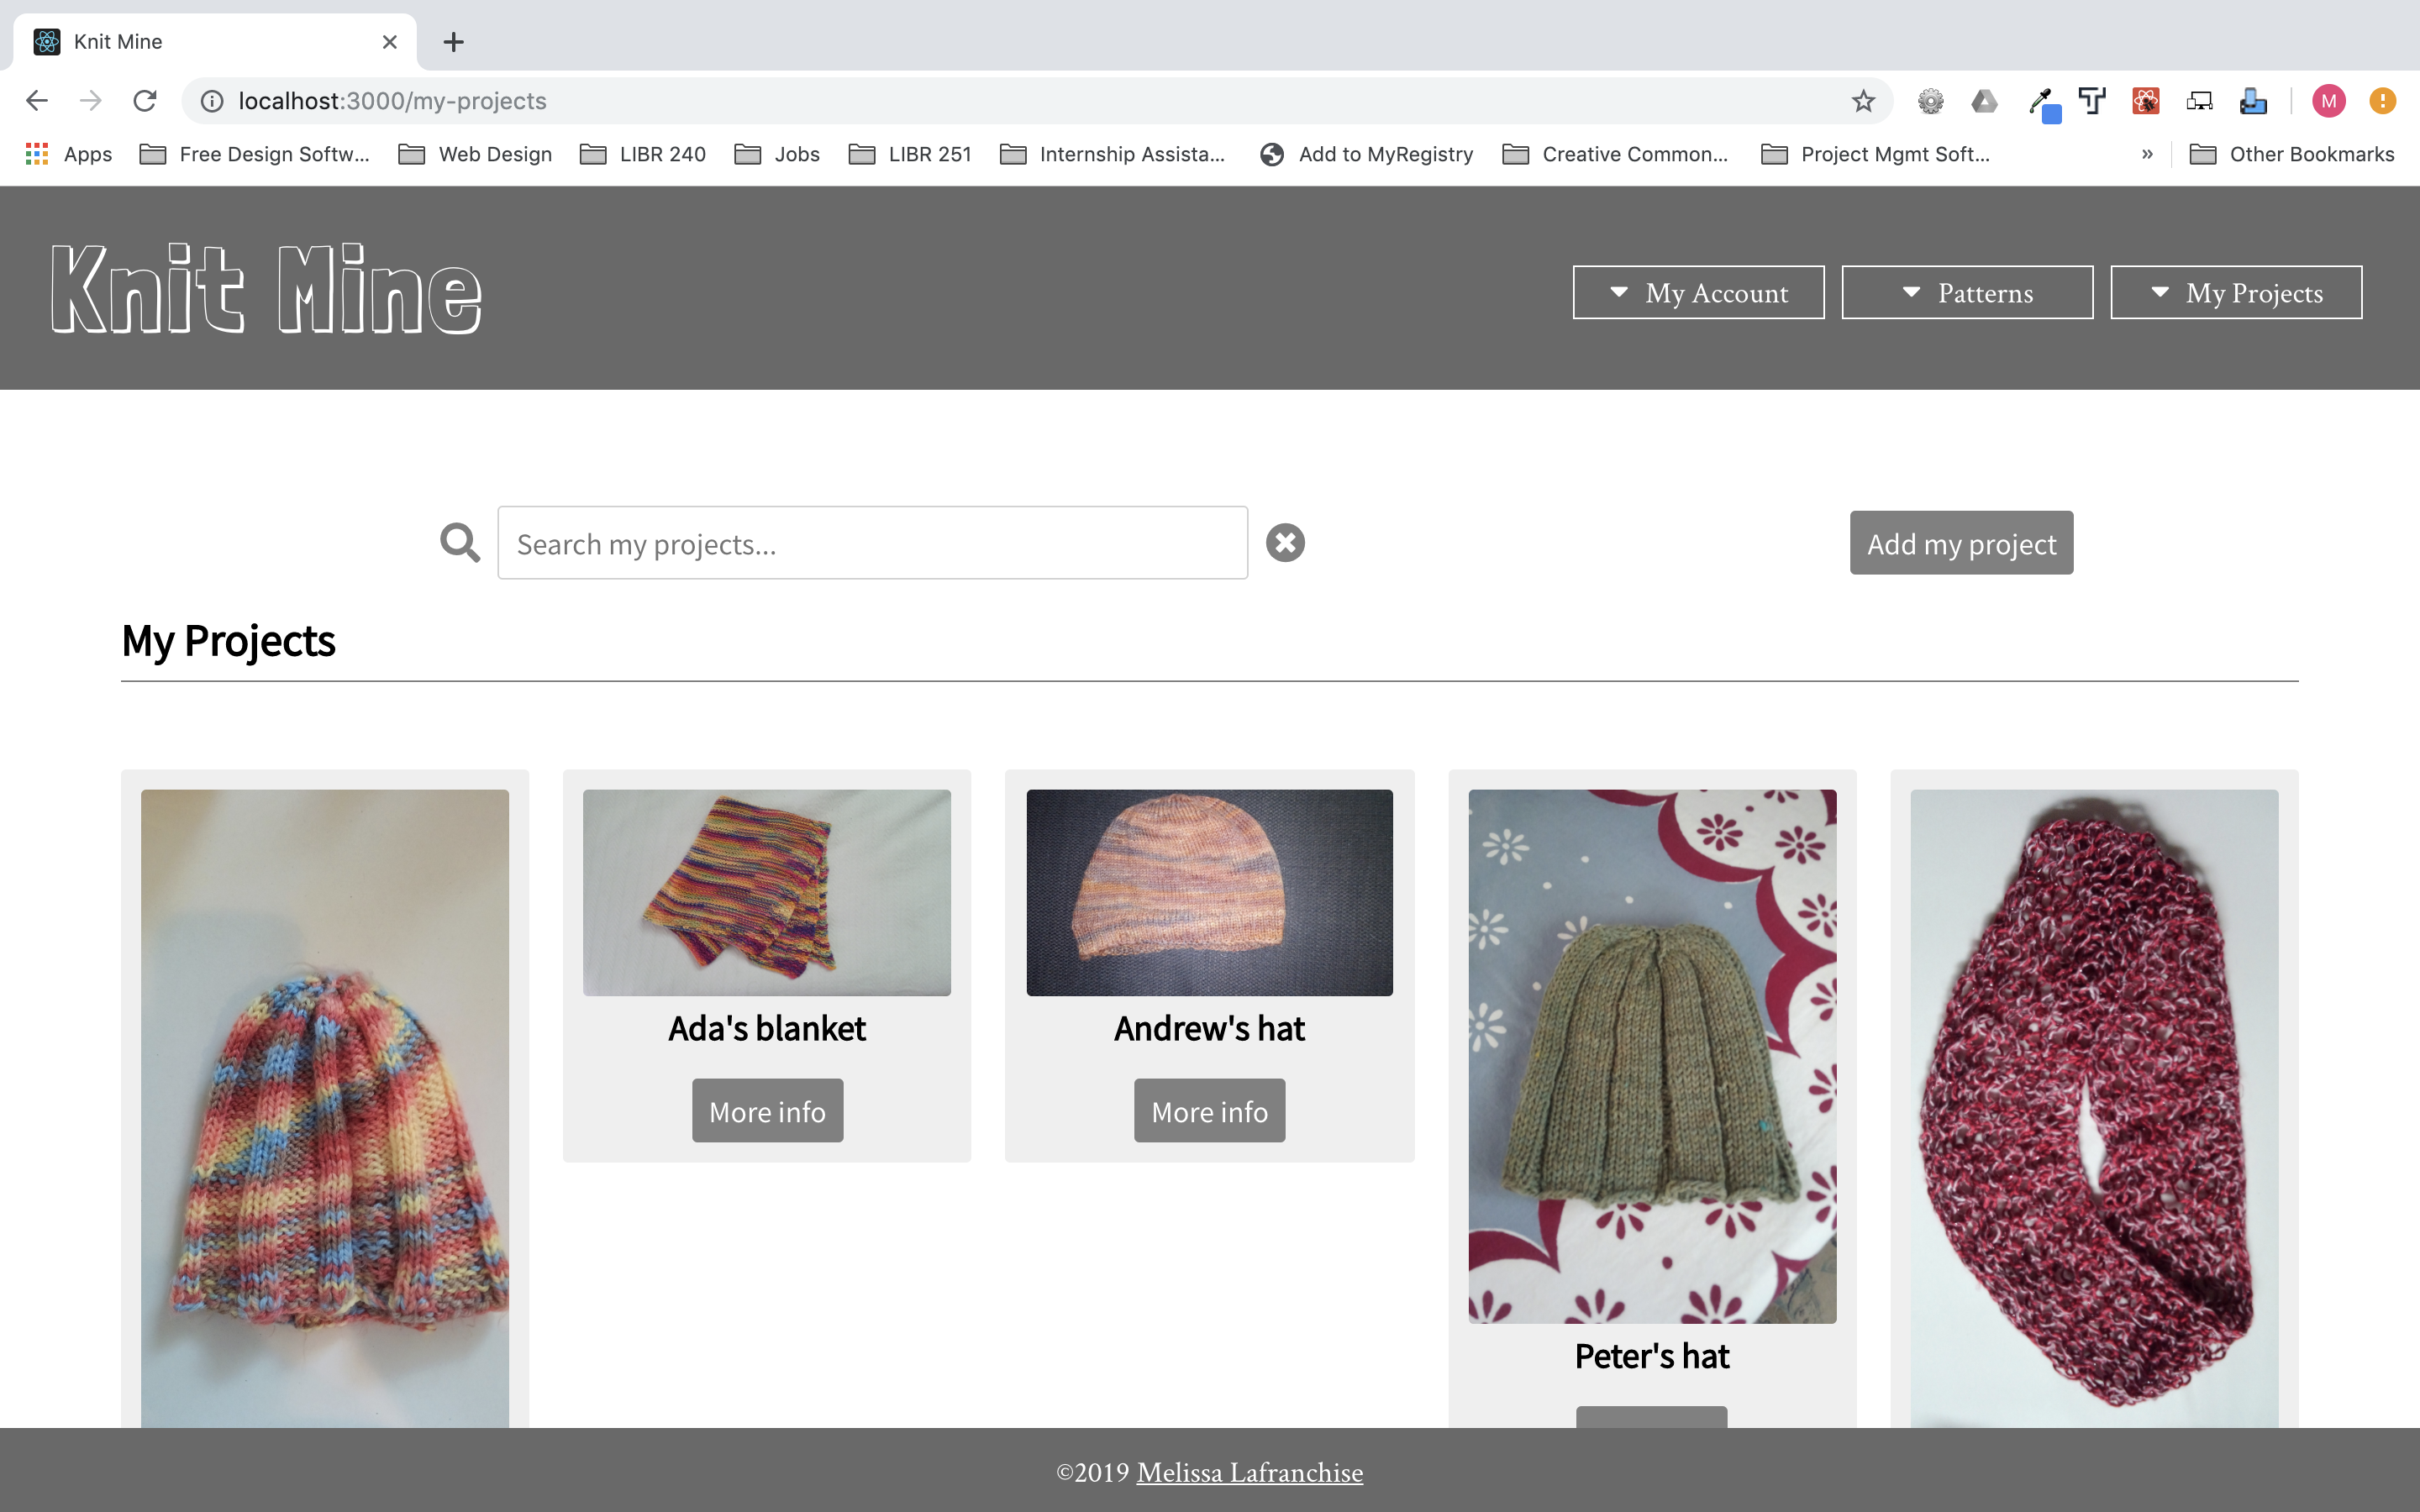 Knit Mine
localhost:3000/my-projects
M
Apps Free Design Softw... Web Design LIBR 240 Jobs LIBR 251 Internship Assista... Add to MyRegistry Creative Common... Project Mgmt Soft... » Other Bookmarks
Knit Mine
My Account Patterns My Projects
Search my projects... Add my project
My Projects
Ada's blanket Andrew's hat
More info More info
Peter's hat
©2019 Melissa Lafranchise